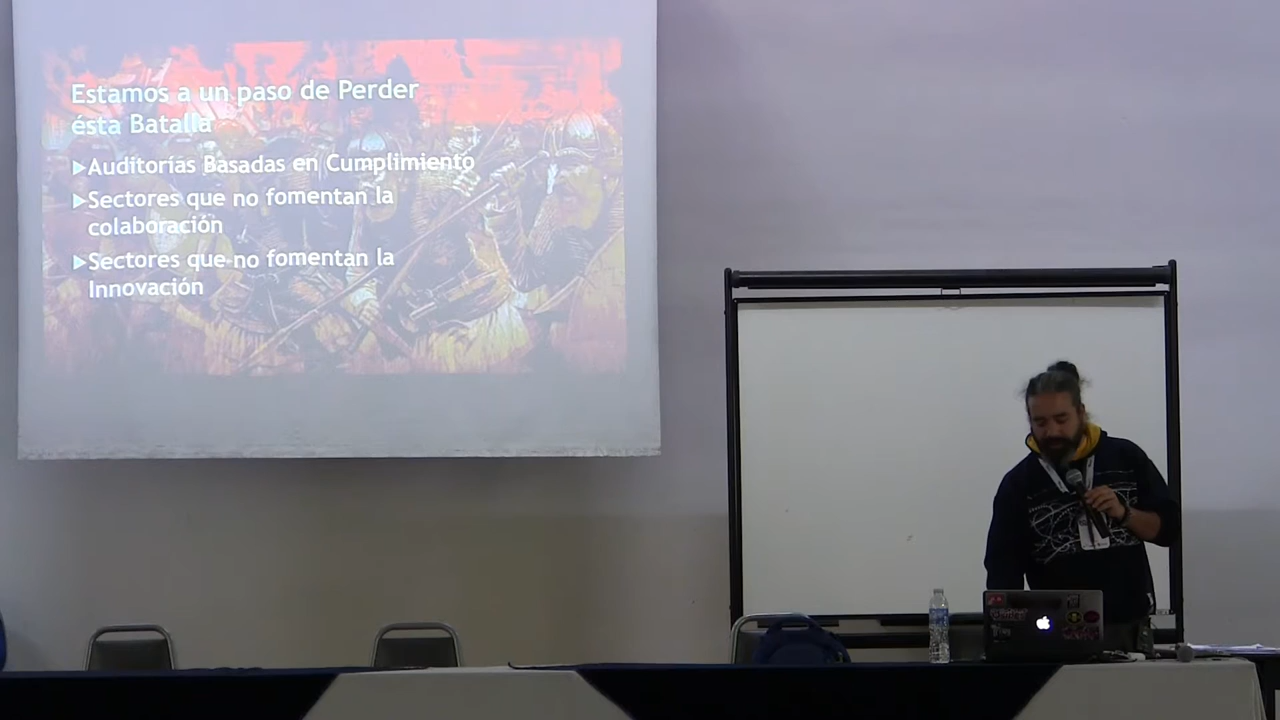 Estamos a un paso de Perder
ésta Batalla
Auditorías Basadas en Cumplimiento
Sectores que no fomentan la
colaboración
Sectores que no fomentan la
Innovación